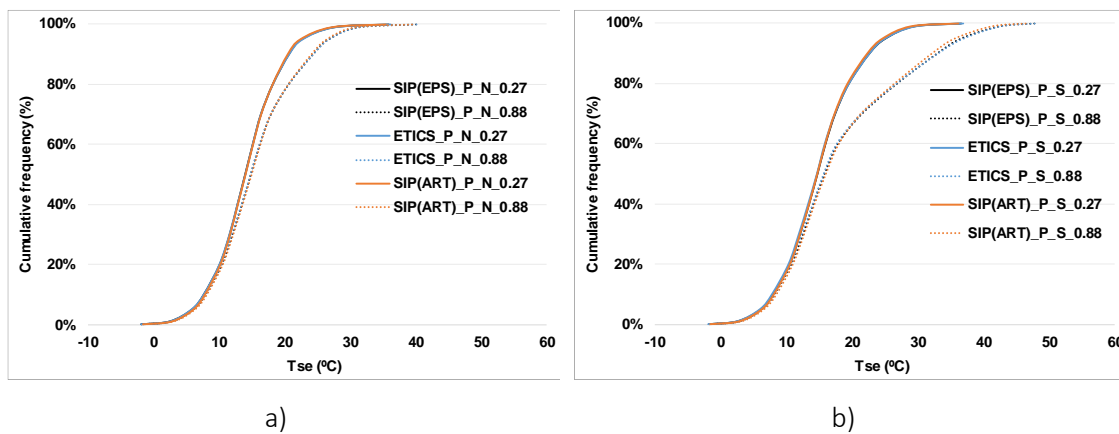 100%
80%
60%
40%
20%
0%
Cumulative frequency (%)
SIP(EPS)_P_N_0.27
SIP(EPS)_P_N_0.88
ETICS_P_N_0.27
ETICS_P_N_0.88
SIP(ART)_P_N_0.27
SIP(ART)_P_N_0.88
-10 0 10 20 30 40 50 60
Tse (ºC)
a)
100%
80%
60%
40%
20%
0%
Cumulative frequency (%)
SIP(EPS)_P_S_0.27
SIP(EPS)_P_S_0.88
ETICS_P_S_0.27
ETICS_P_S_0.88
SIP(ART)_P_S_0.27
SIP(ART)_P_S_0.88
-10 0 10 20 30 40 50 60
Tse (ºC)
b)